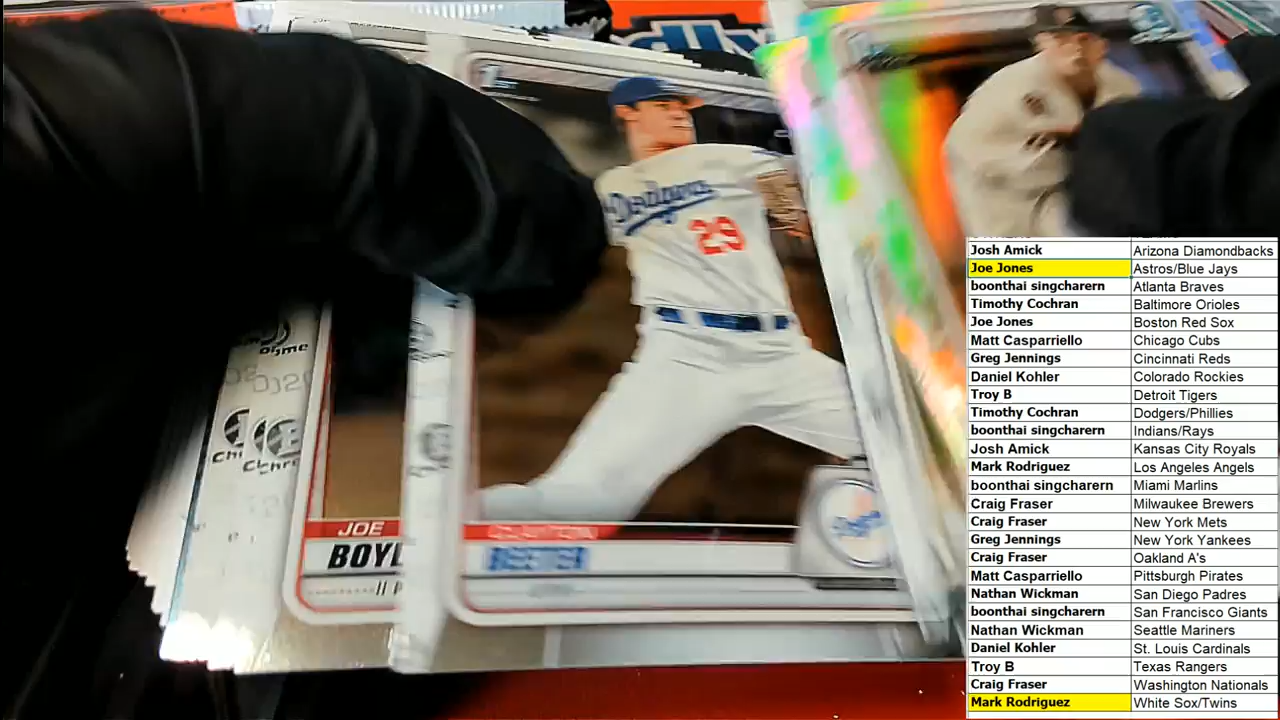 1st
Dodgers
29
JOE
BOYL
CLAYTON
BEETER
Josh Amick Arizona Diamondbacks
Joe Jones Astros/Blue Jays
boonthai singcharern Atlanta Braves
Timothy Cochran Baltimore Orioles
Joe Jones Boston Red Sox
Matt Casparriello Chicago Cubs
Greg Jennings Cincinnati Reds
Daniel Kohler Colorado Rockies
Troy B Detroit Tigers
Timothy Cochran Dodgers/Phillies
boonthai singcharern Indians/Rays
Josh Amick Kansas City Royals
Mark Rodriguez Los Angeles Angels
boonthai singcharern Miami Marlins
Craig Fraser Milwaukee Brewers
Craig Fraser New York Mets
Greg Jennings New York Yankees
Craig Fraser Oakland A's
Matt Casparriello Pittsburgh Pirates
Nathan Wickman San Diego Padres
boonthai singcharern San Francisco Giants
Nathan Wickman Seattle Mariners
Daniel Kohler St. Louis Cardinals
Troy B Texas Rangers
Craig Fraser Washington Nationals
Mark Rodriguez White Sox/Twins